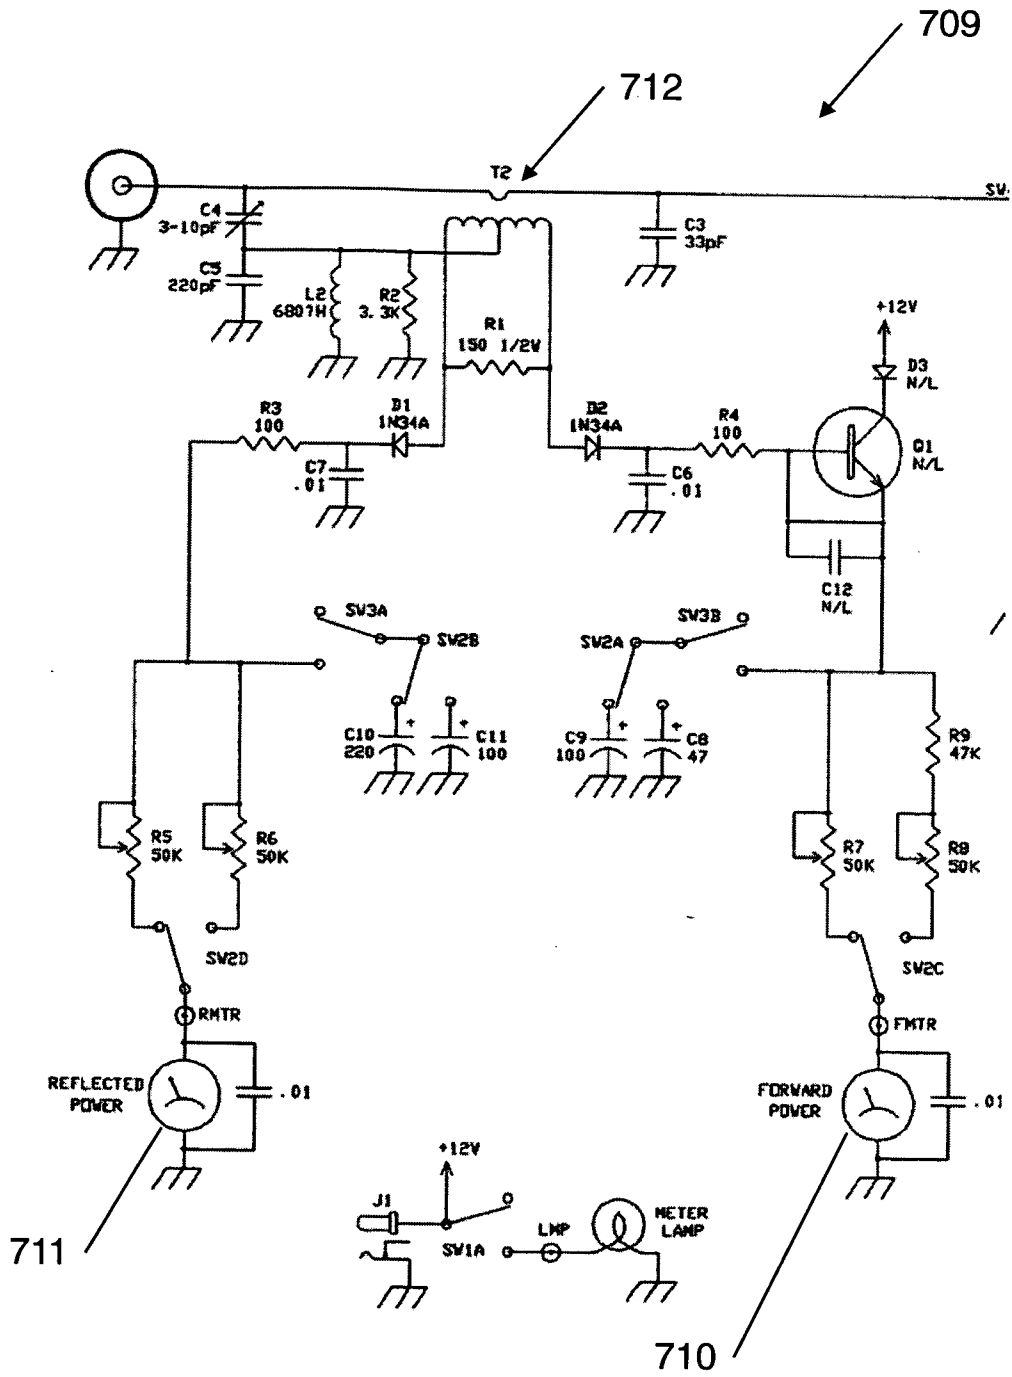 709
712
T2
SW
C4
3-10pF
C3
33pF
C5
220pF
L2
6807H
R2
3.3K
R1
150 1/2W
+12V
D3
N/L
R3
100
D1
1N34A
D2
1N34A
R4
100
Q1
N/L
C7
.01
C6
.01
C12
N/L
SW3A
SW2B
SW3B
SW2A
C10
220
+
C11
100
+
C9
100
+
C8
47
+
R9
47K
R5
50K
R6
50K
R7
50K
R8
50K
SW2D
SW2C
RMTR
FMTR
REFLECTED
POWER
.01
FORWARD
POWER
.01
+12V
J1
SW1A
LMP
METER
LAMP
711
710